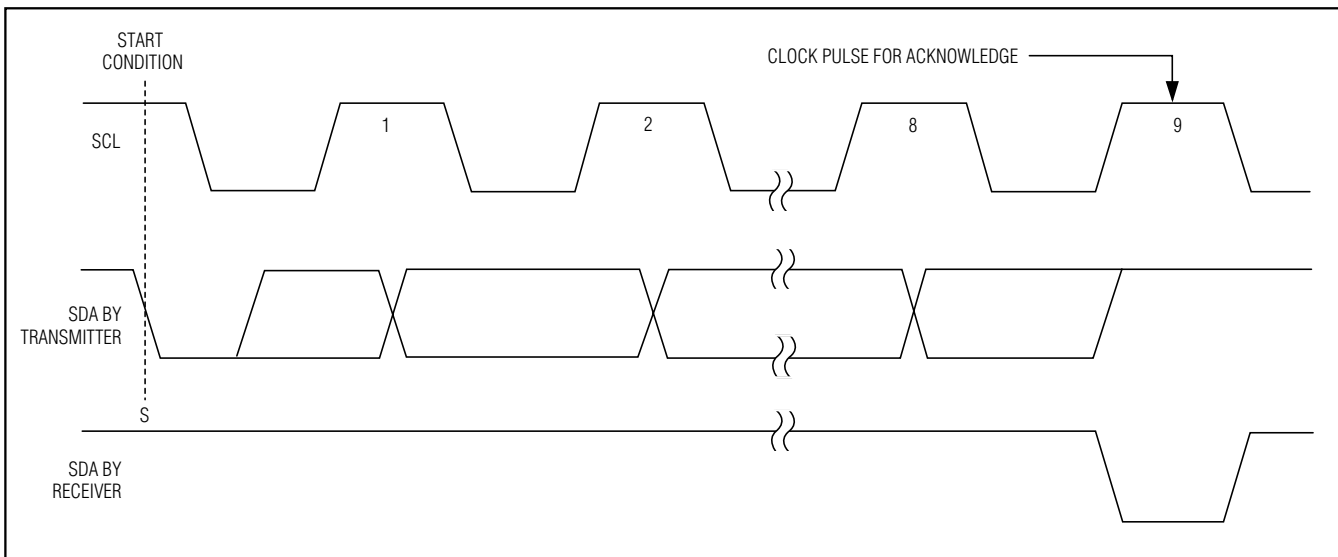 START
CONDITION
CLOCK PULSE FOR ACKNOWLEDGE
SCL
1
2
8
9
SDA BY
TRANSMITTER
S
SDA BY
RECEIVER